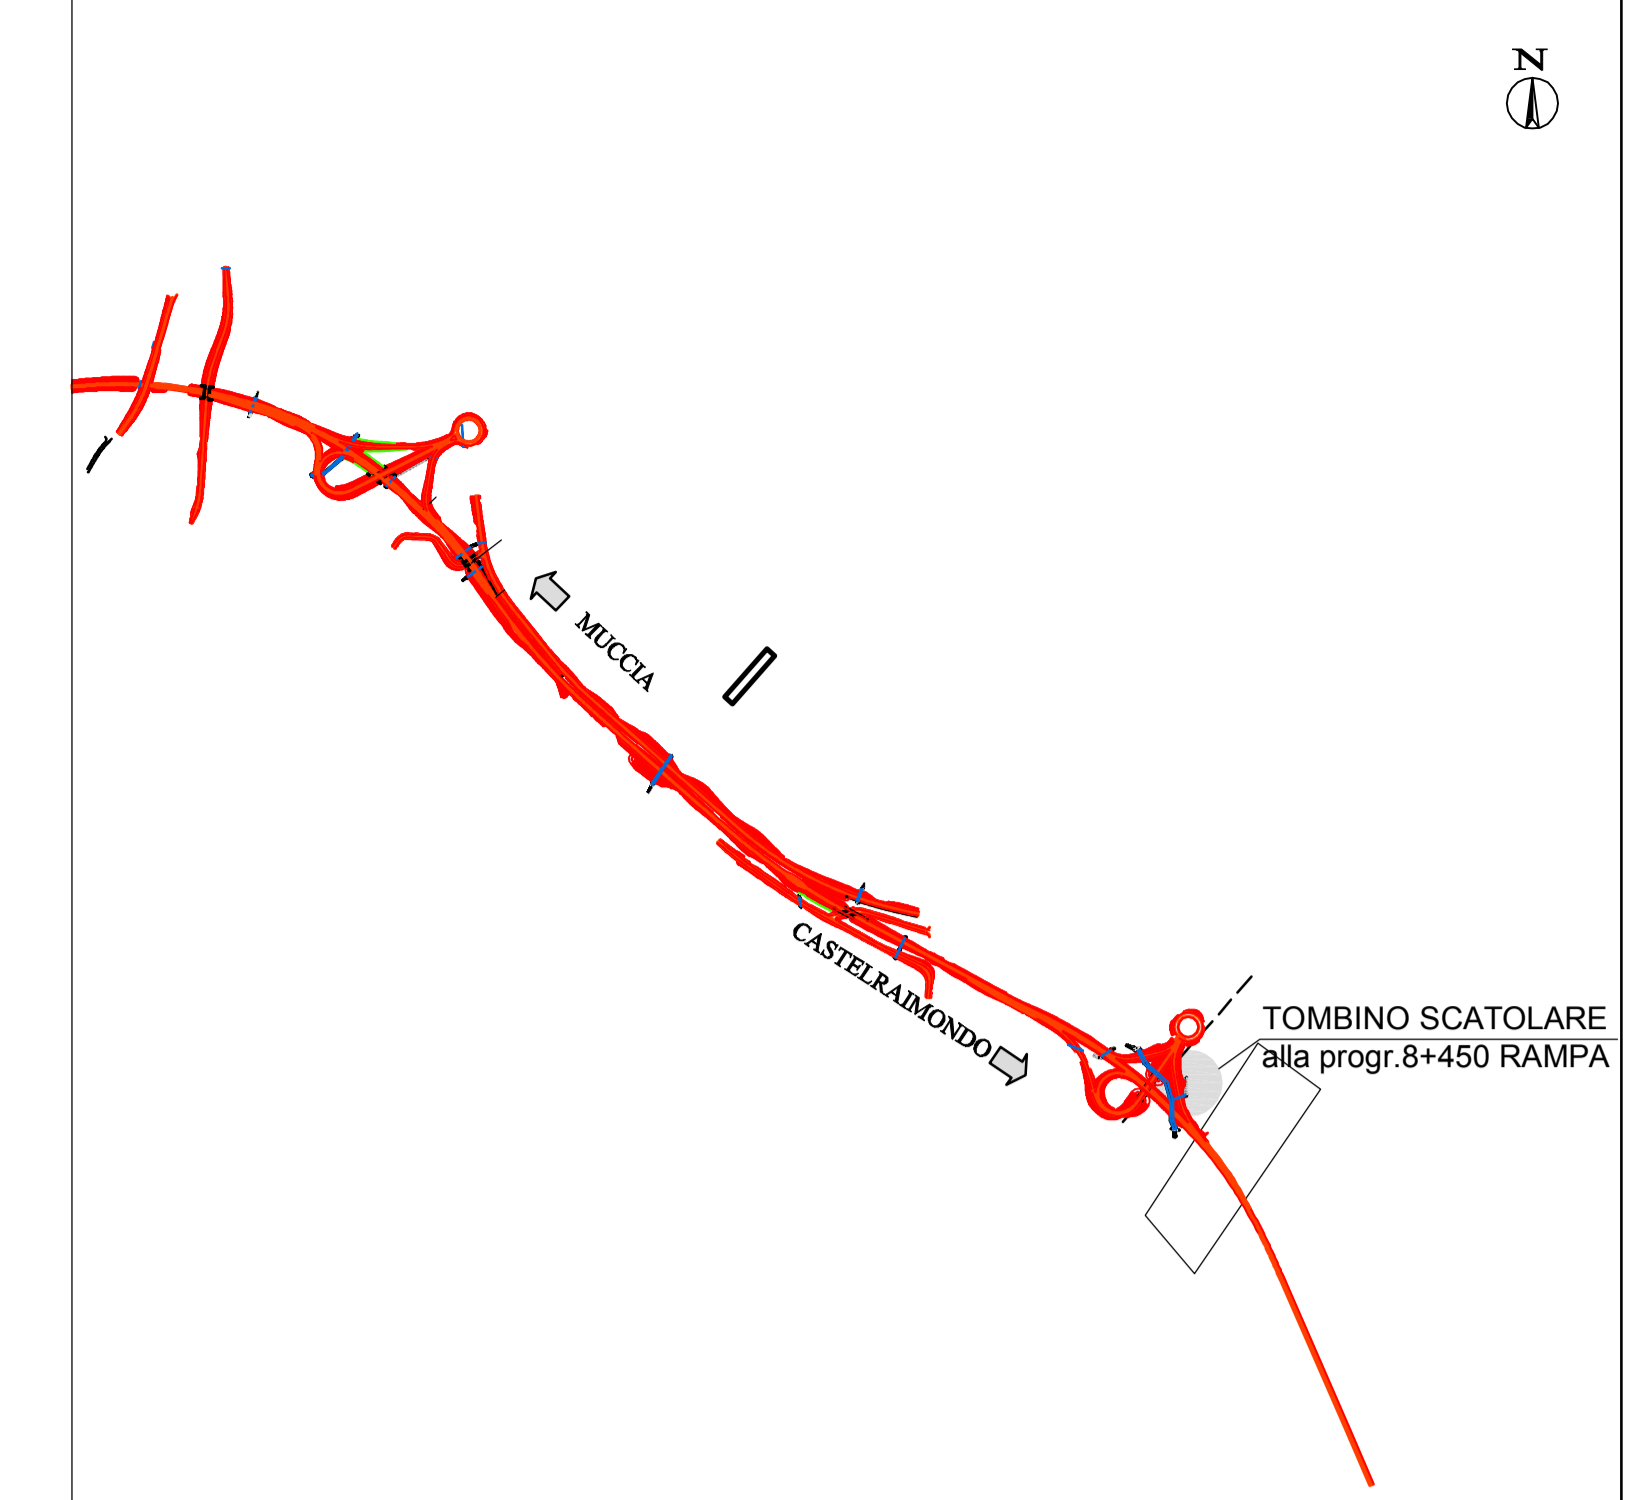 N
MUCCIA
CASTELRAIMONDO
TOMBINO SCATOLARE
alla progr.8+450 RAMPA